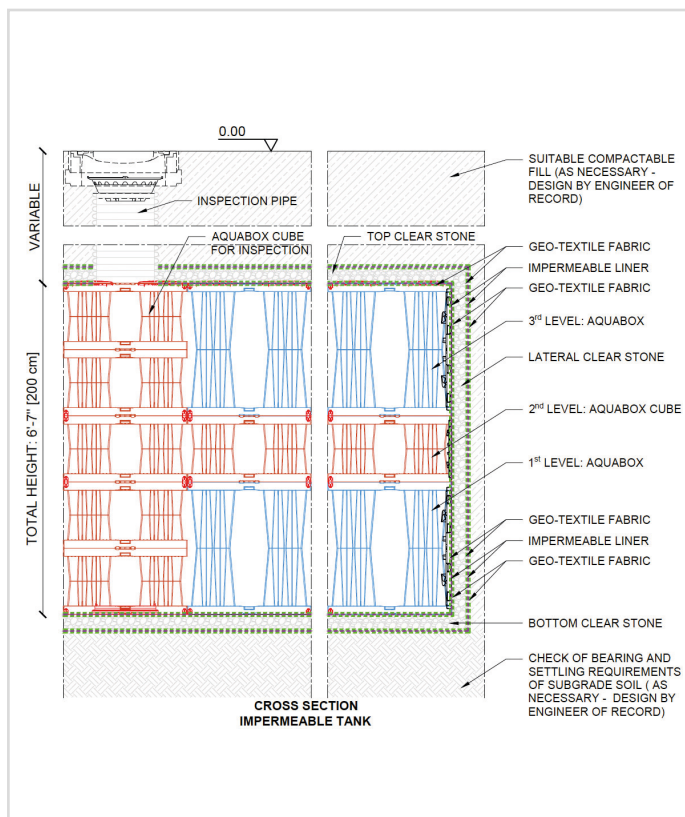 0.00
VARIABLE
INSPECTION PIPE
AQUABOX CUBE
FOR INSPECTION
TOP CLEAR STONE
TOTAL HEIGHT: 6'-7" [200 cm]
SUITABLE COMPACTABLE
FILL (AS NECESSARY -
DESIGN BY ENGINEER OF
RECORD)
GEO-TEXTILE FABRIC
IMPERMEABLE LINER
GEO-TEXTILE FABRIC
3rd LEVEL: AQUABOX
LATERAL CLEAR STONE
2nd LEVEL: AQUABOX CUBE
1st LEVEL: AQUABOX
GEO-TEXTILE FABRIC
IMPERMEABLE LINER
GEO-TEXTILE FABRIC
BOTTOM CLEAR STONE
CHECK OF BEARING AND
SETTLING REQUIREMENTS
OF SUBGRADE SOIL ( AS
NECESSARY - DESIGN BY
ENGINEER OF RECORD)
CROSS SECTION
IMPERMEABLE TANK